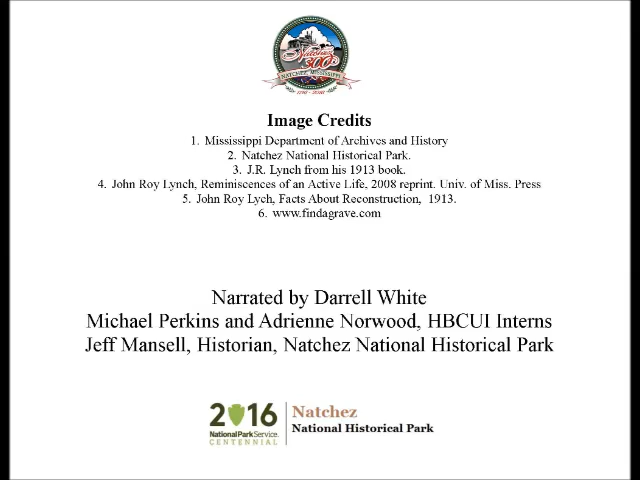 Natchez
300
NATCHEZ, MISSISSIPPI
Image Credits
1. Mississippi Department of Archives and History
2. Natchez National Historical Park.
3. J.R. Lynch from his 1913 book.
4. John Roy Lynch, Reminiscences of an Active Life, 2008 reprint. Univ. of Miss. Press
5. John Roy Lych, Facts About Reconstruction, 1913.
6. www.findagrave.com
Narrated by Darrell White
Michael Perkins and Adrienne Norwood, HBCUI Interns
Jeff Mansell, Historian, Natchez National Historical Park
2016
National Park Service
CENTENNIAL
Natchez
National Historical Park